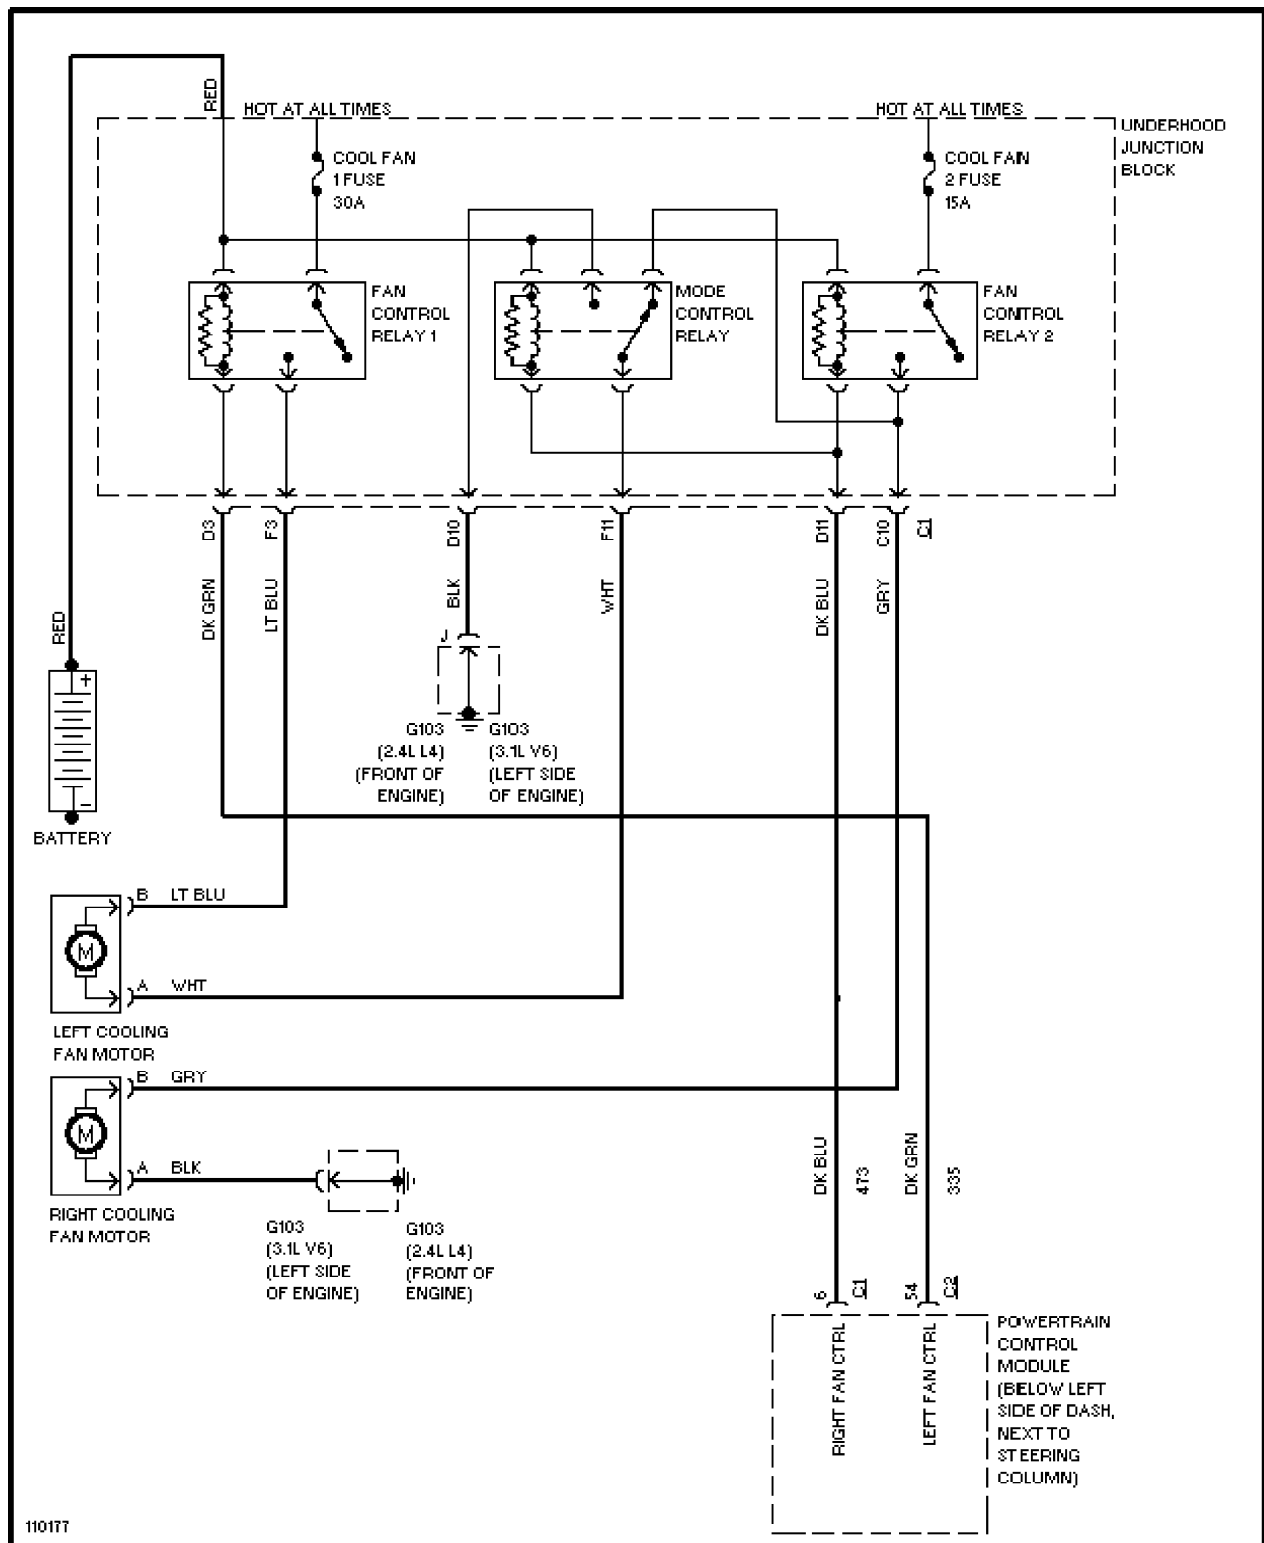 RED
HOT AT ALL TIMES
HOT AT ALL TIMES
UNDERHOOD
JUNCTION
BLOCK
COOL FAN
1 FUSE
30A
COOL FAN
2 FUSE
15A
FAN
CONTROL
RELAY 1
MODE
CONTROL
RELAY
FAN
CONTROL
RELAY 2
D3
F3
D10
F11
D11
C10
C1
DK GRN
LT BLU
BLK
WHT
DK BLU
GRY
RED
J
+
-
BATTERY
G103
(2.4L L4)
(FRONT OF
ENGINE)
G103
(3.1L V6)
(LEFT SIDE
OF ENGINE)
B LT BLU
M
A WHT
LEFT COOLING
FAN MOTOR
B GRY
M
A BLK
RIGHT COOLING
FAN MOTOR
G103
(3.1L V6)
(LEFT SIDE
OF ENGINE)
G103
(2.4L L4)
(FRONT OF
ENGINE)
DK BLU
473
DK GRN
335
6
C1
54
C2
RIGHT FAN CTRL
LEFT FAN CTRL
POWERTRAIN
CONTROL
MODULE
(BELOW LEFT
SIDE OF DASH,
NEXT TO
STEERING
COLUMN)
110177